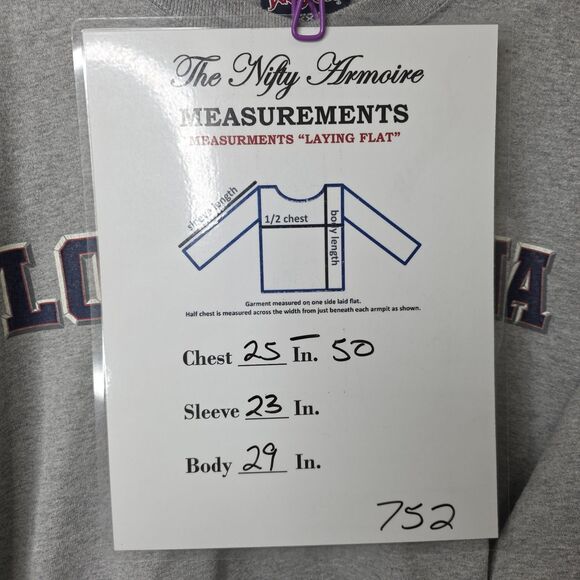 The Nifty Armoire
MEASUREMENTS
MEASURMENTS “LAYING FLAT”
sleeve length
1/2 chest
body length
Garment measured on one side laid flat.
Half chest is measured across the width from just beneath each armpit as shown.
LO A
Chest 25 In. – 50
Sleeve 23 In.
Body 29 In.
752